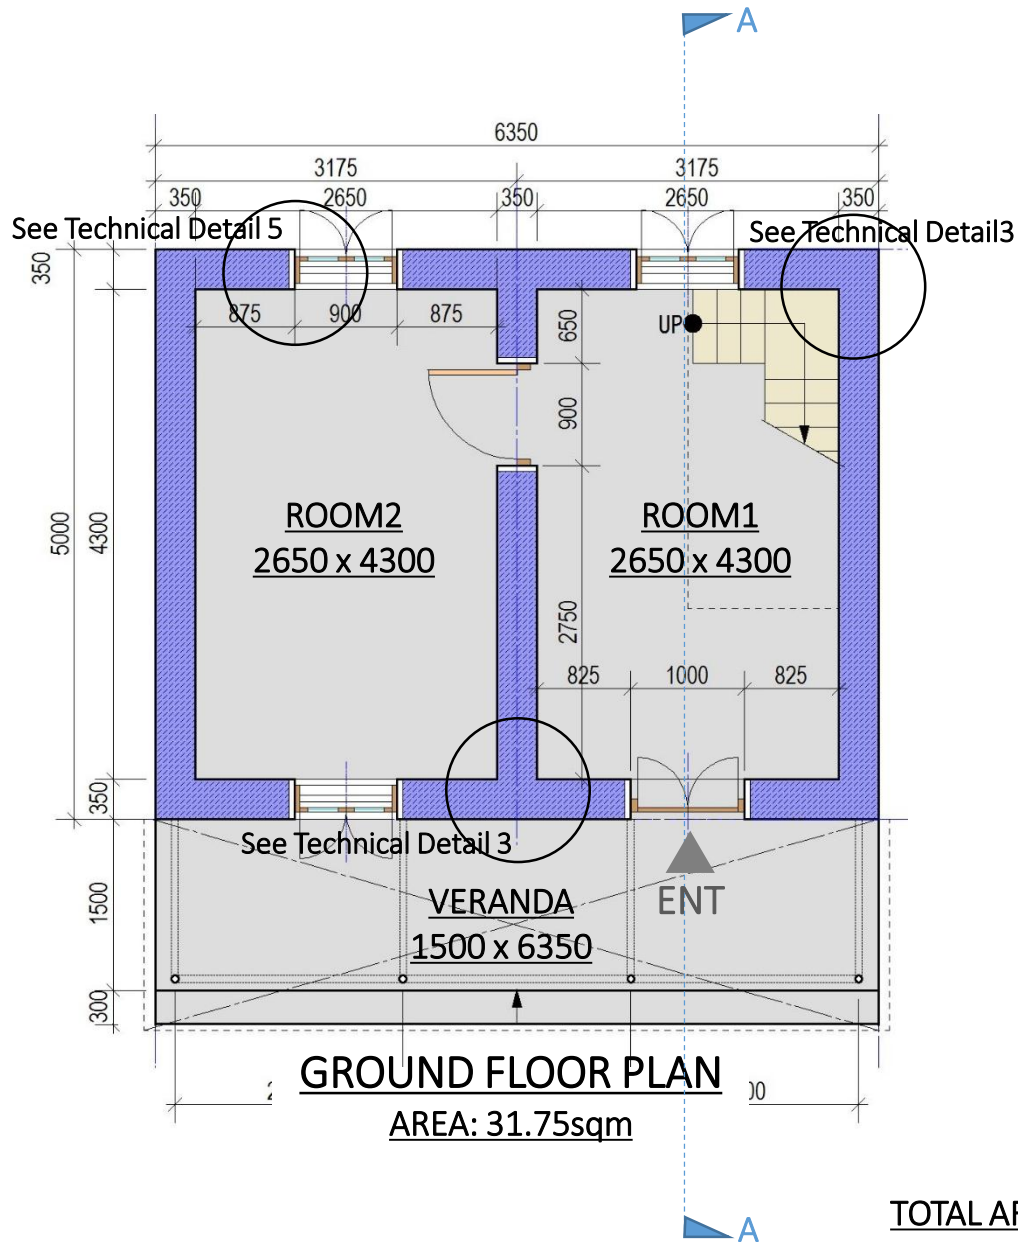 A
6350
3175 3175
350 2650 350 2650 350
See Technical Detail 5
See Technical Detail3
350
875 900 875
650
UP
900
5000
4300
ROOM2
2650 x 4300
ROOM1
2650 x 4300
2750
825 1000 825
350
See Technical Detail 3
1500
VERANDA
1500 x 6350
ENT
300
GROUND FLOOR PLAN
AREA: 31.75sqm
TOTAL
A